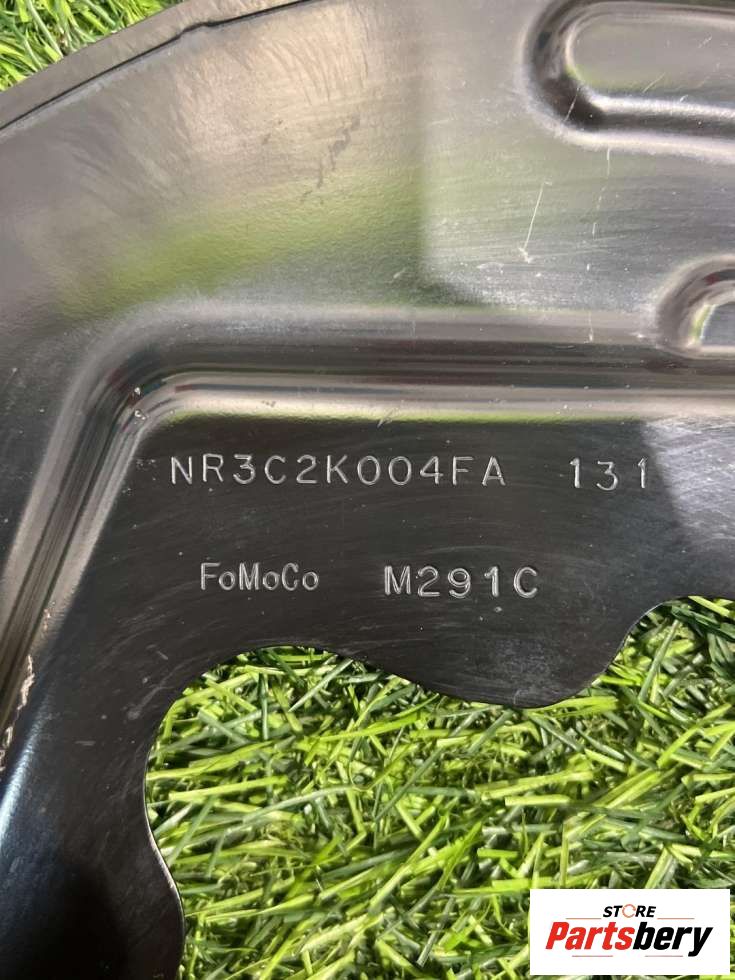 NR3C2K004FA 131
FoMoCo M291C
STORE
Partsbery